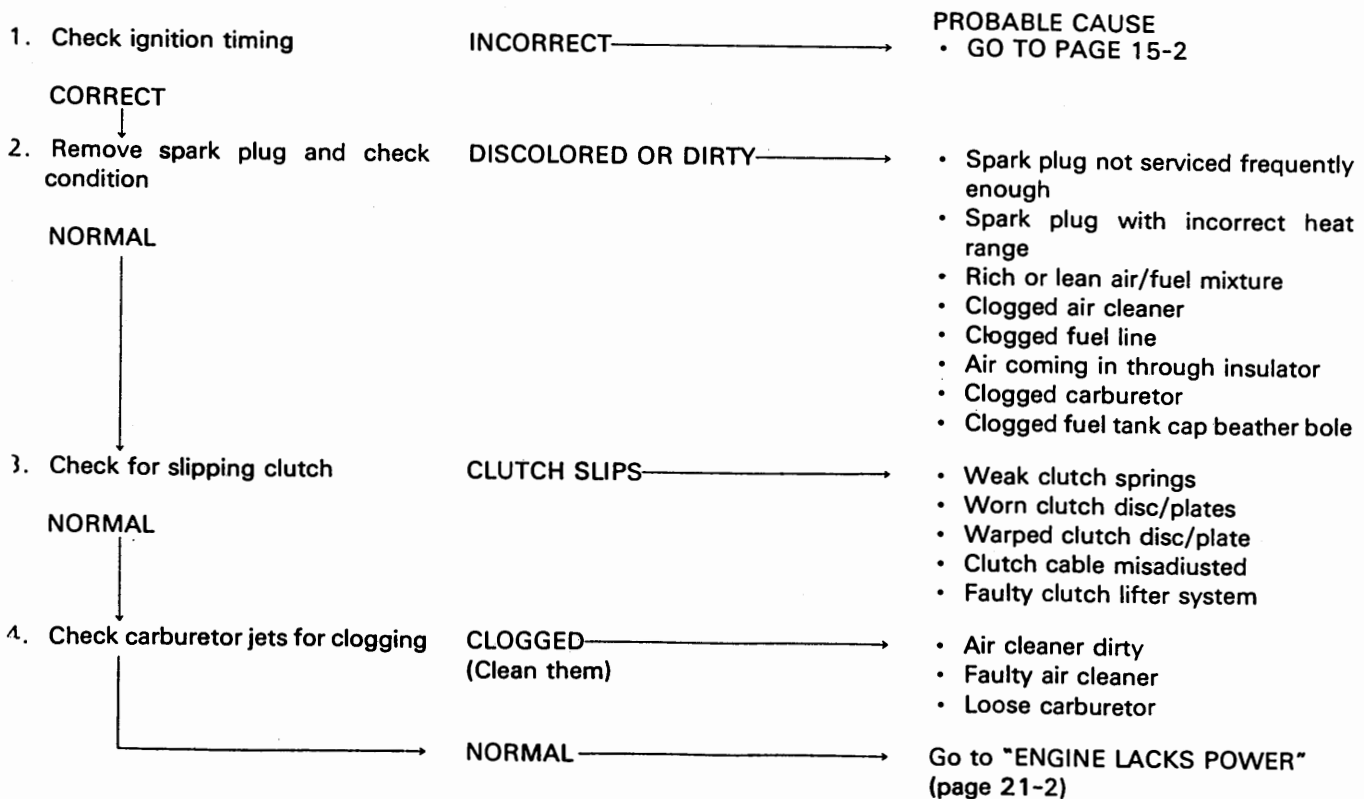 PROBABLE CAUSE
1. Check ignition timing INCORRECT • GO TO PAGE 15-2
CORRECT
2. Remove spark plug and check DISCOLORED OR DIRTY • Spark plug not serviced frequently
condition enough
• Spark plug with incorrect heat
NORMAL range
• Rich or lean air/fuel mixture
• Clogged air cleaner
• Clogged fuel line
• Air coming in through insulator
• Clogged carburetor
• Clogged fuel tank cap beather bole
3. Check for slipping clutch CLUTCH SLIPS • Weak clutch springs
• Worn clutch disc/plates
NORMAL • Warped clutch disc/plate
• Clutch cable misadiusted
• Faulty clutch lifter system
4. Check carburetor jets for clogging CLOGGED • Air cleaner dirty
(Clean them) • Faulty air cleaner
• Loose carburetor
NORMAL Go to "ENGINE LACKS POWER"
(page 21-2)